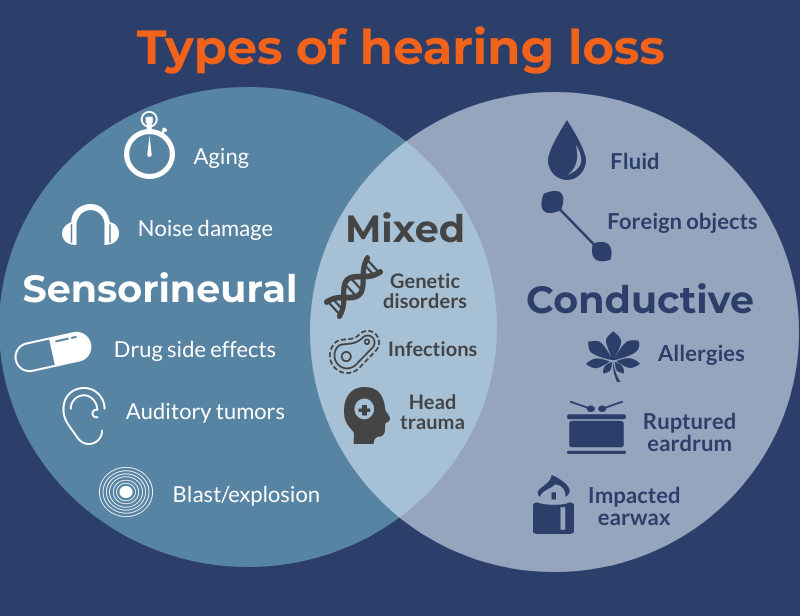 Types of hearing loss
Aging
Noise damage
Sensorineural
Drug side effects
Auditory tumors
Blast/explosion
Mixed
Genetic
disorders
Infections
Head
trauma
Fluid
Foreign objects
Conductive
Allergies
Ruptured
eardrum
Impacted
earwax